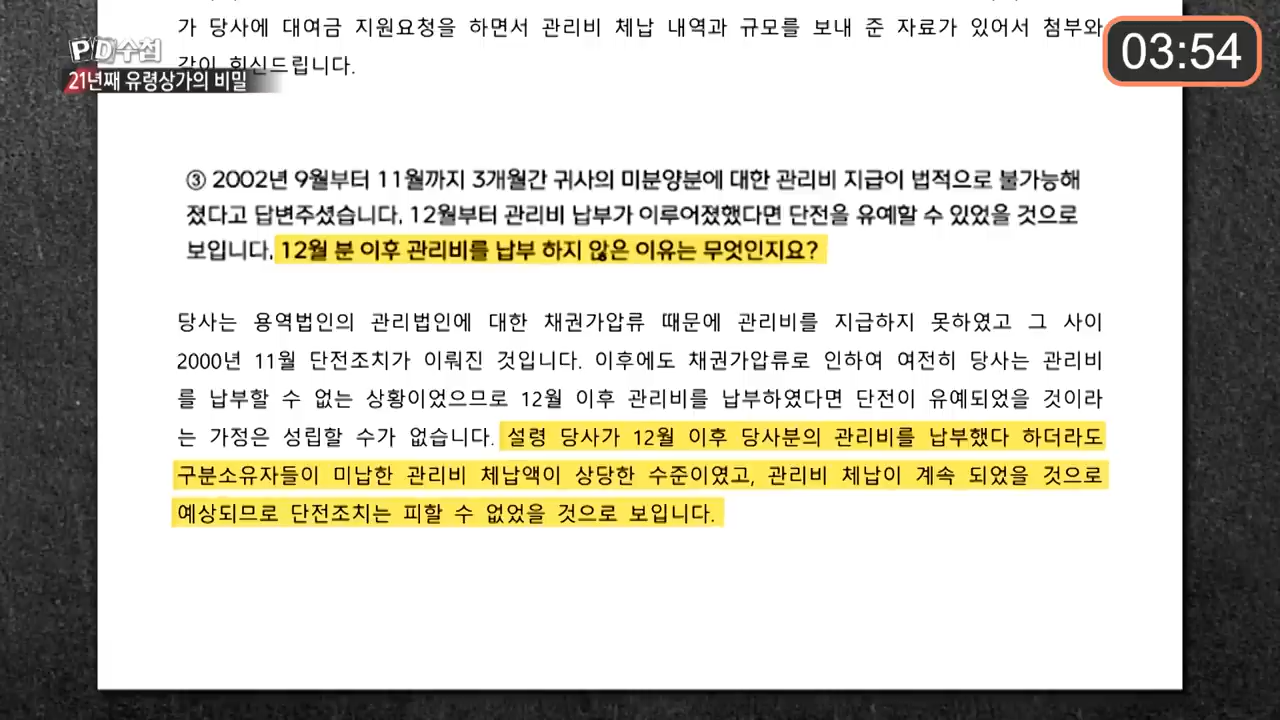 가 당사에 대여금 지원요청을 하면서 관리비 체납 내역과 규모를 보내 준 자료가 있어서 첨부와
PD수첩
03:54
같이 회신드립니다.
21년째 유령상가의 비밀
③ 2002년 9월부터 11월까지 3개월간 귀사의 미분양분에 대한 관리비 지급이 법적으로 불가능해
졌다고 답변주셨습니다. 12월부터 관리비 납부가 이루어졌했다면 단전을 유예할 수 있었을 것으로
보입니다. 12월 분 이후 관리비를 납부 하지 않은 이유는 무엇인지요?
당사는 용역법인의 관리법인에 대한 채권가압류 때문에 관리비를 지급하지 못하였고 그 사이
2000년 11월 단전조치가 이뤄진 것입니다. 이후에도 채권가압류로 인하여 여전히 당사는 관리비
를 납부할 수 없는 상황이었으므로 12월 이후 관리비를 납부하였다면 단전이 유예되었을 것이라
는 가정은 성립할 수가 없습니다. 설령 당사가 12월 이후 당사분의 관리비를 납부했다 하더라도
구분소유자들이 미납한 관리비 체납액이 상당한 수준이였고, 관리비 체납이 계속 되었을 것으로
예상되므로 단전조치는 피할 수 없었을 것으로 보입니다.